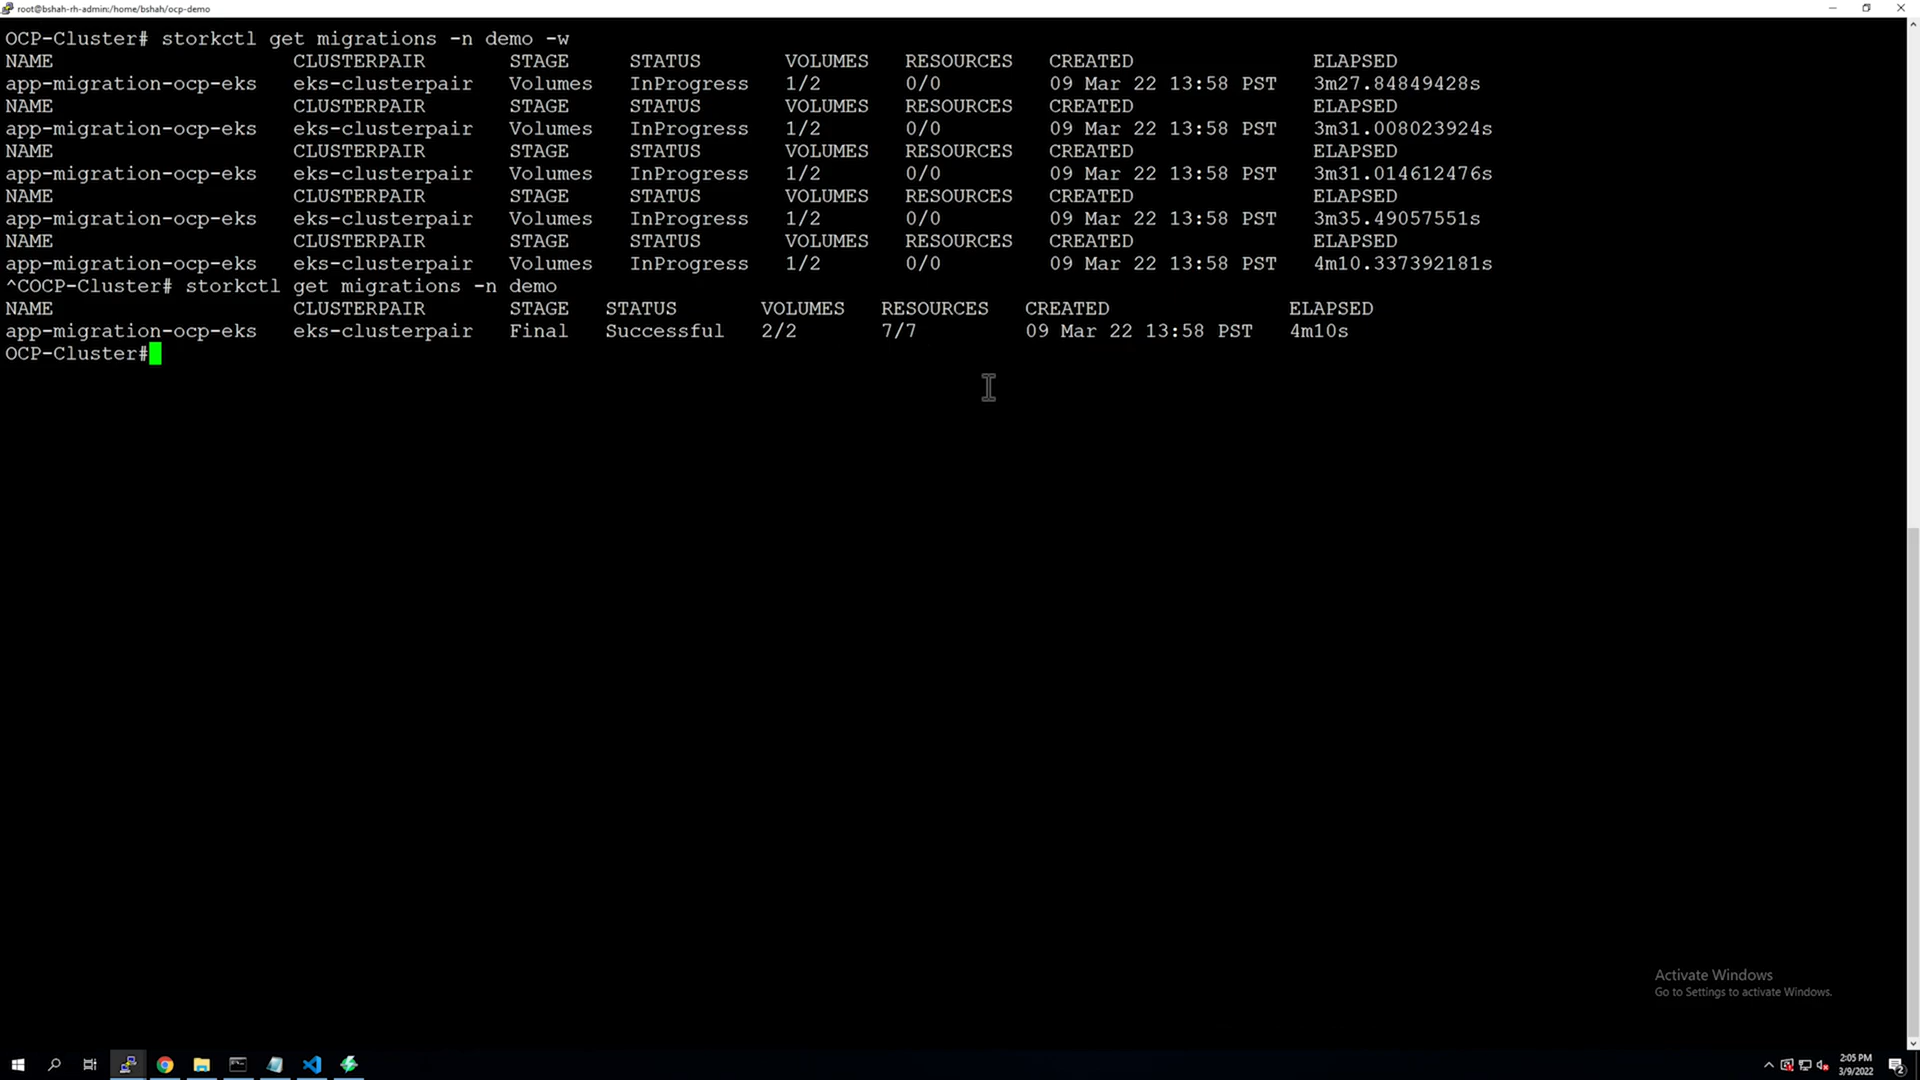 root@bshah-rh-admin:/home/bshah/ocp-demo
OCP-Cluster# storkctl get migrations -n demo -w
NAME CLUSTERPAIR STAGE STATUS VOLUMES RESOURCES CREATED ELAPSED
app-migration-ocp-eks eks-clusterpair Volumes InProgress 1/2 0/0 09 Mar 22 13:58 PST 3m27.84849428s
NAME CLUSTERPAIR STAGE STATUS VOLUMES RESOURCES CREATED ELAPSED
app-migration-ocp-eks eks-clusterpair Volumes InProgress 1/2 0/0 09 Mar 22 13:58 PST 3m31.008023924s
NAME CLUSTERPAIR STAGE STATUS VOLUMES RESOURCES CREATED ELAPSED
app-migration-ocp-eks eks-clusterpair Volumes InProgress 1/2 0/0 09 Mar 22 13:58 PST 3m31.014612476s
NAME CLUSTERPAIR STAGE STATUS VOLUMES RESOURCES CREATED ELAPSED
app-migration-ocp-eks eks-clusterpair Volumes InProgress 1/2 0/0 09 Mar 22 13:58 PST 3m35.49057551s
NAME CLUSTERPAIR STAGE STATUS VOLUMES RESOURCES CREATED ELAPSED
app-migration-ocp-eks eks-clusterpair Volumes InProgress 1/2 0/0 09 Mar 22 13:58 PST 4m10.337392181s
^COCP-Cluster# storkctl get migrations -n demo
NAME CLUSTERPAIR STAGE STATUS VOLUMES RESOURCES CREATED ELAPSED
app-migration-ocp-eks eks-clusterpair Final Successful 2/2 7/7 09 Mar 22 13:58 PST 4m10s
OCP-Cluster#
Activate Windows
Go to Settings to activate Windows.
2:05 PM
3/9/2022
2